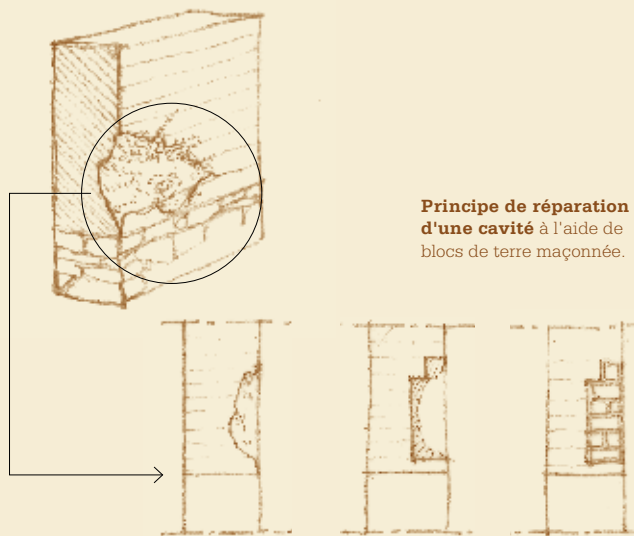 Principe de réparation
d'une cavité à l'aide de
blocs de terre maçonnée.